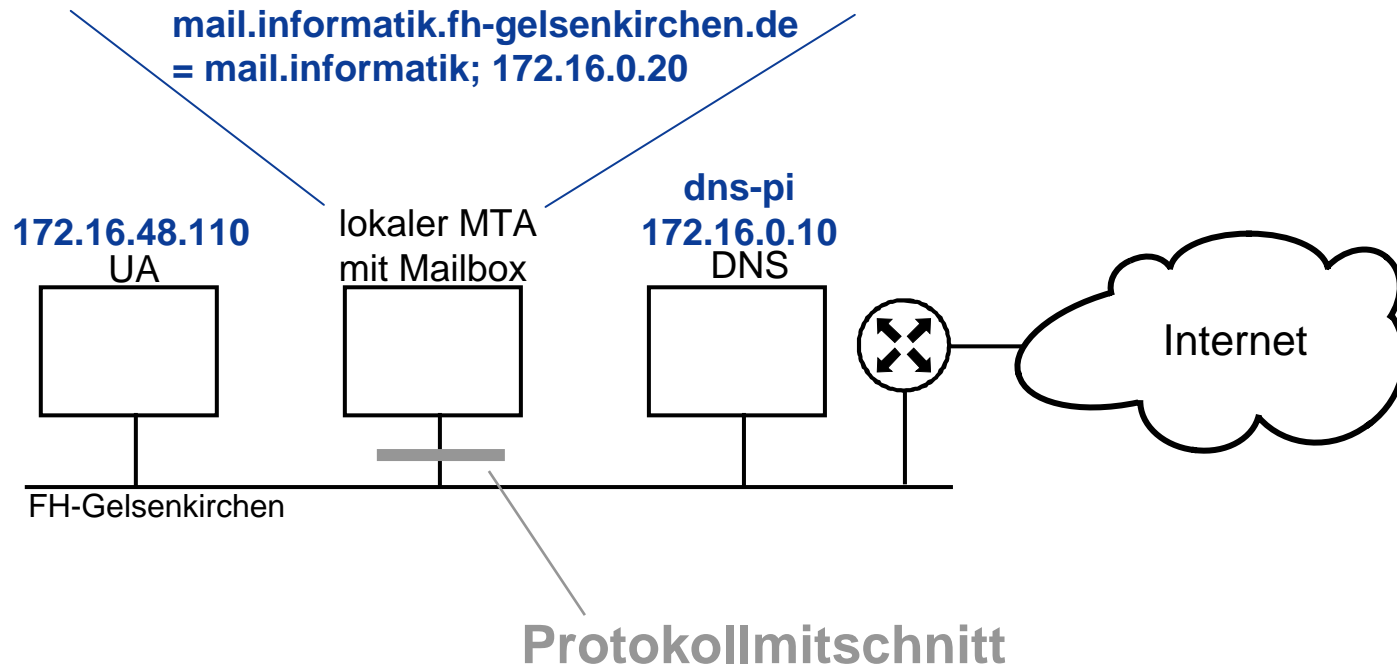 mail.informatik.fh-gelsenkirchen.de
= mail.informatik; 172.16.0.20
172.16.48.110
UA
lokaler MTA
mit Mailbox
dns-pi
172.16.0.10
DNS
Internet
FH-Gelsenkirchen
Protokollmitschnitt